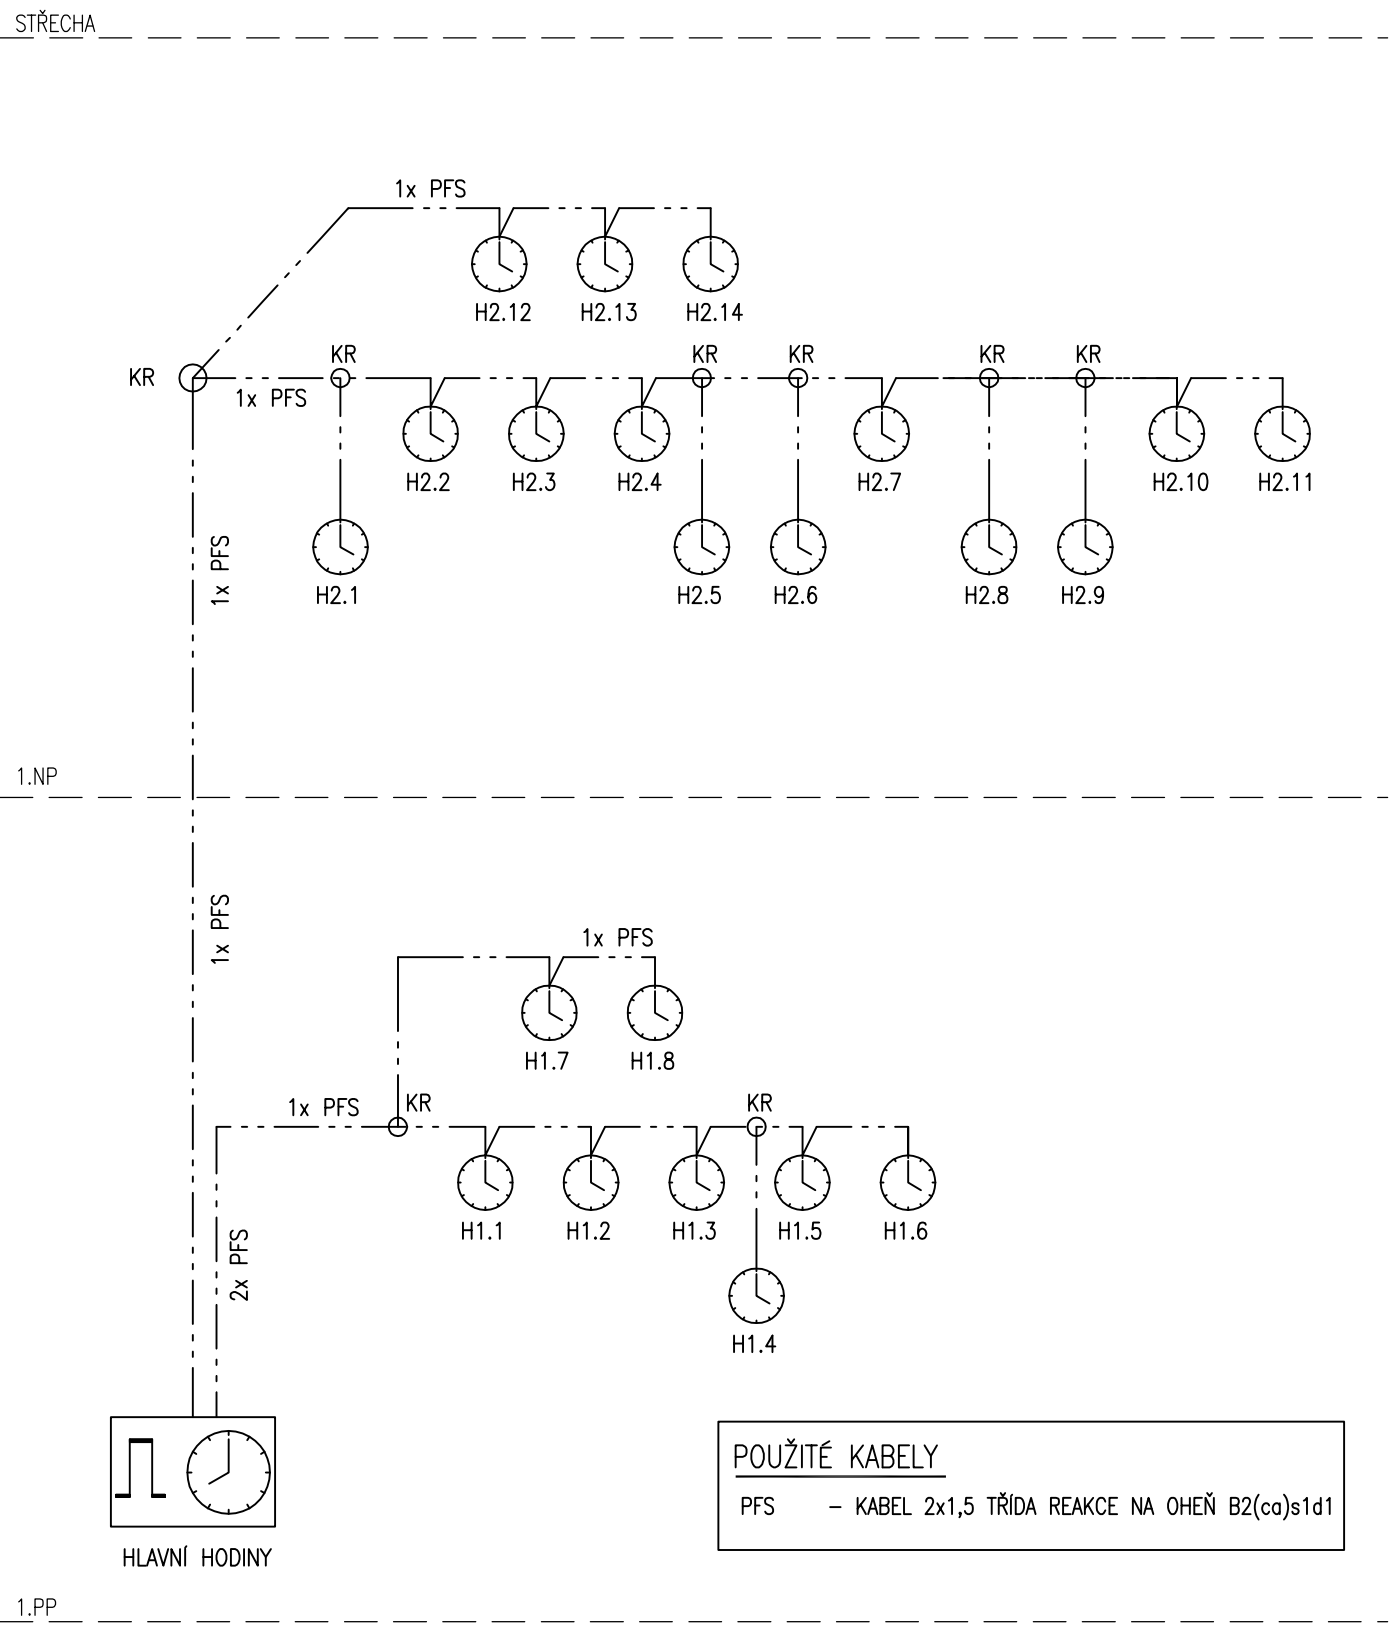 STŘECHA
1x PFS
H2.12 H2.13 H2.14
KR KR KR KR KR
KR
1x PFS
H2.2 H2.3 H2.4 H2.7 H2.10 H2.11
1x PFS
H2.1 H2.5 H2.6 H2.8 H2.9
1.NP
1x PFS
1x PFS
H1.7 H1.8
1x PFS KR KR
H1.1 H1.2 H1.3 H1.5 H1.6
2x PFS
H1.4
POUŽITÉ KABELY
PFS – KABEL 2x1,5 TŘÍDA REAKCE NA OHEŇ B2(ca)s1d1
HLAVNÍ HODINY
1.PP